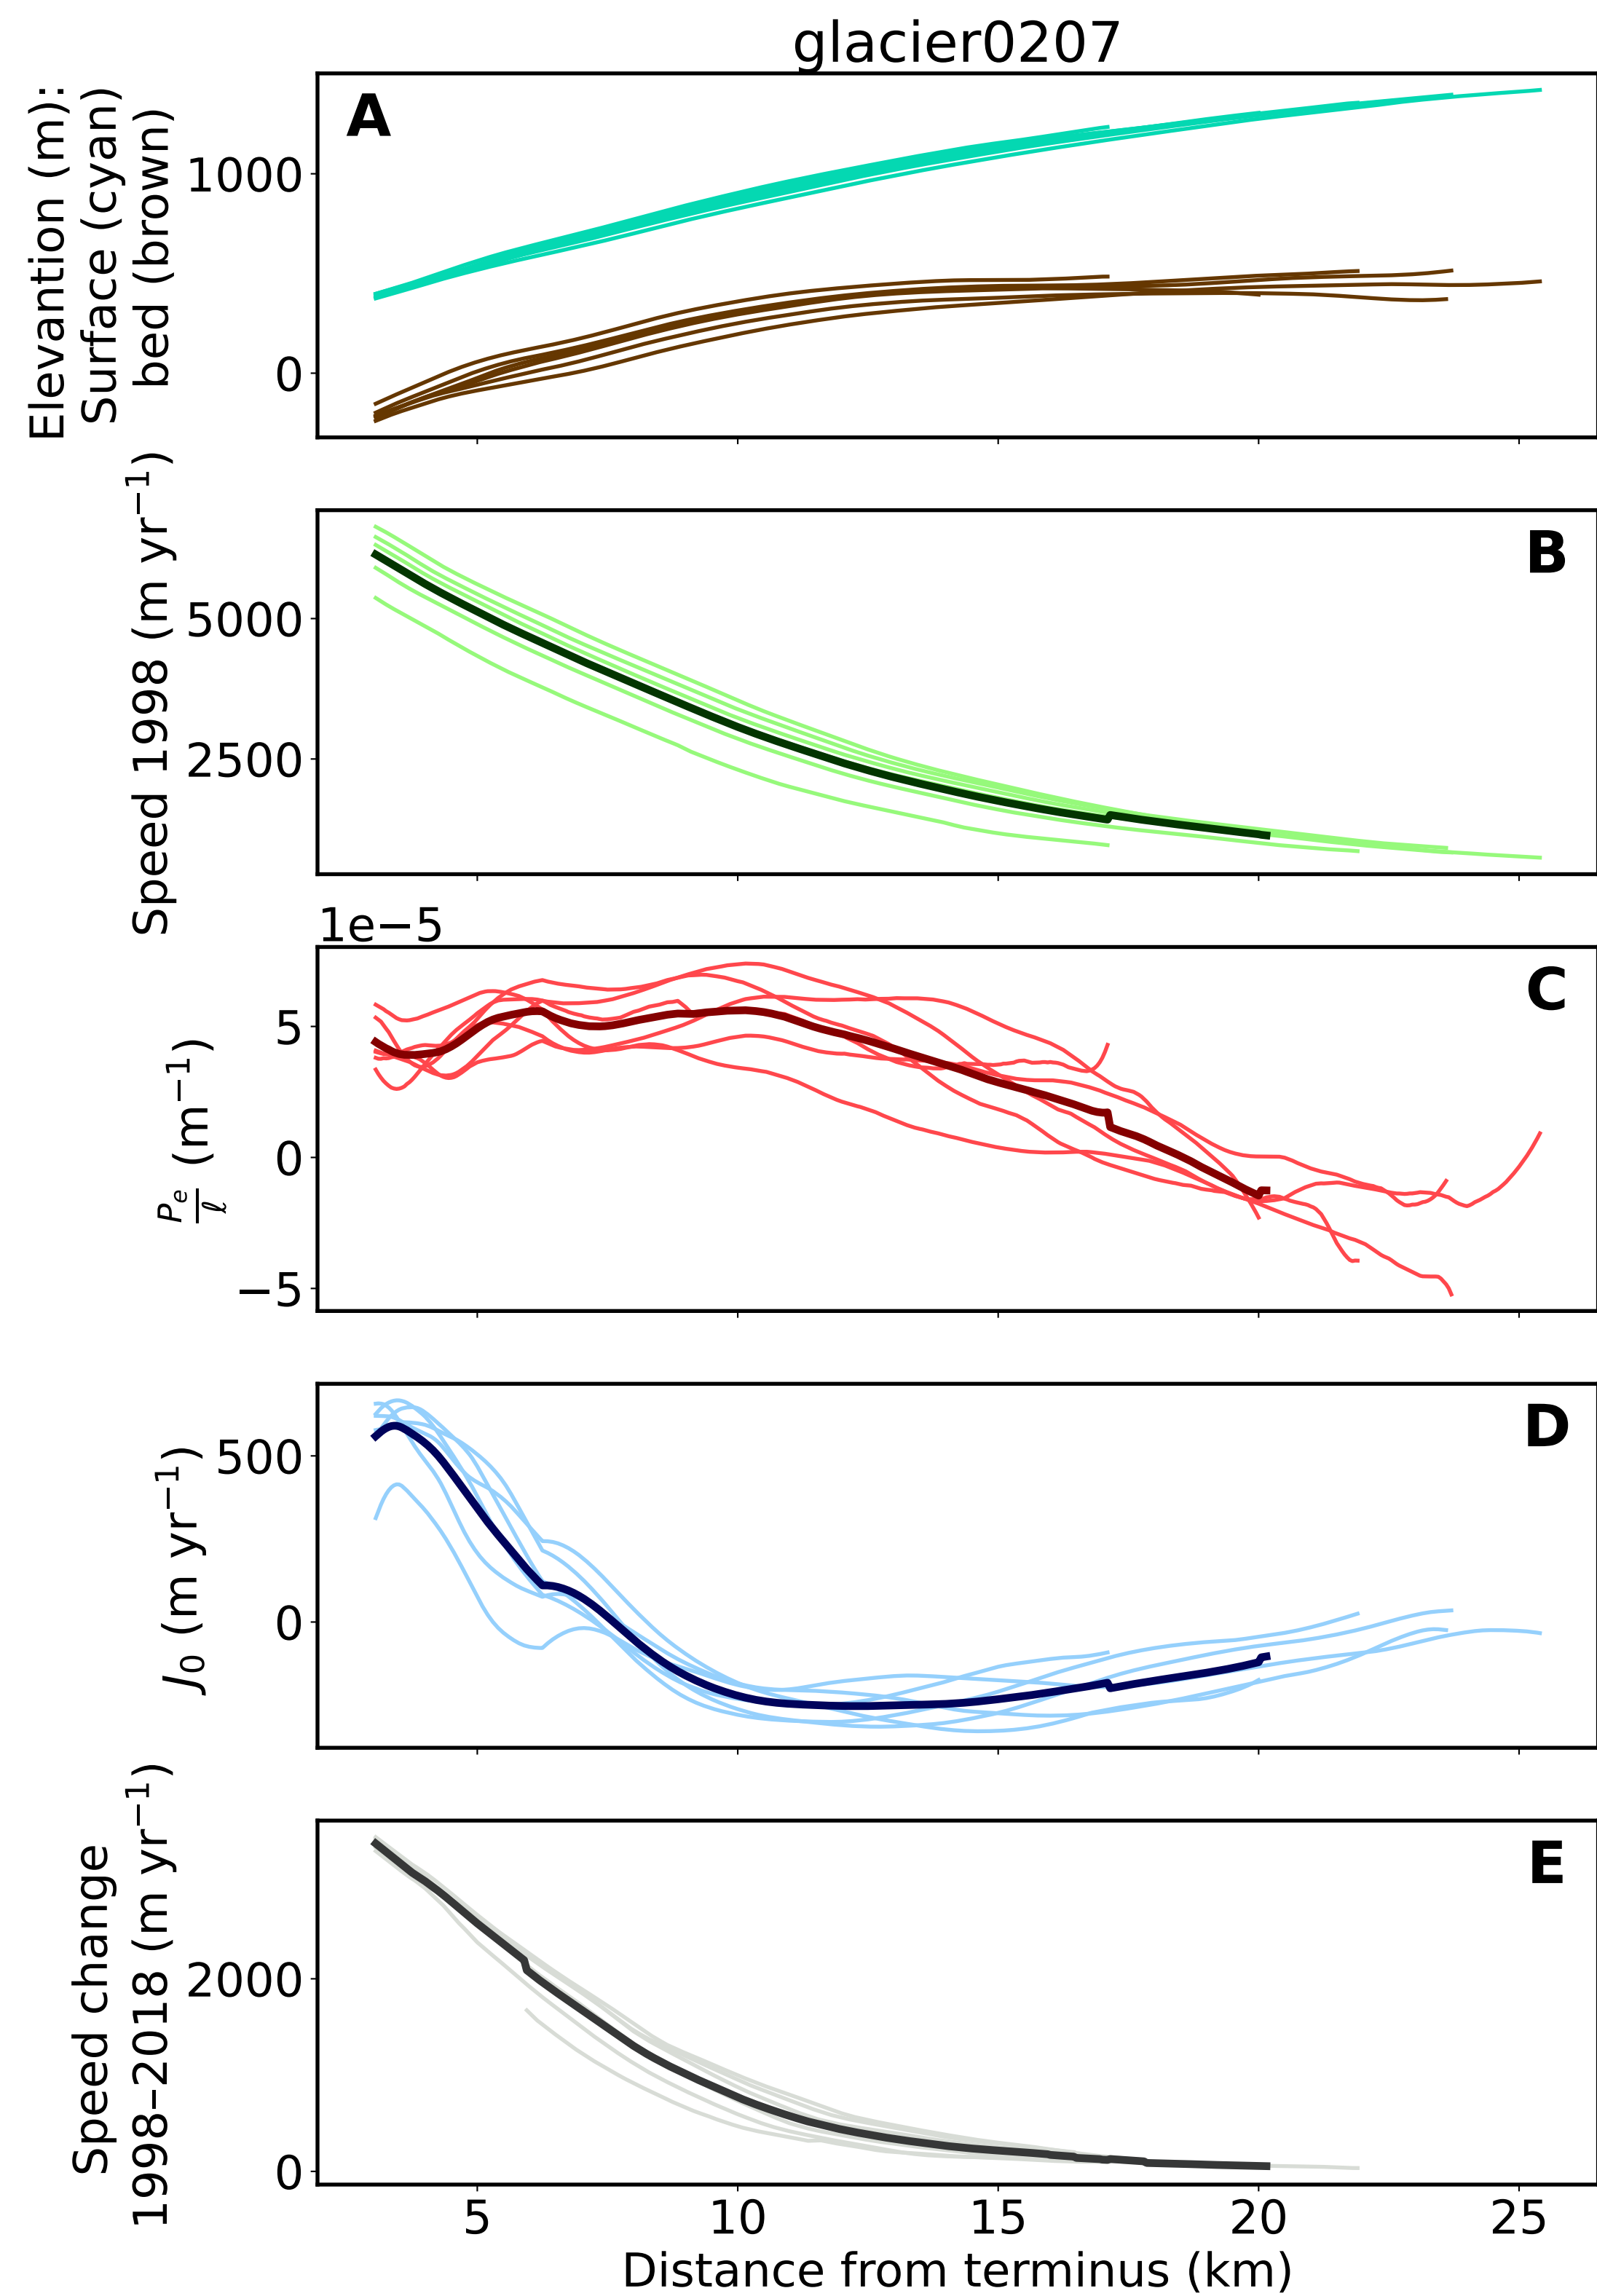 glacier0207
A
Elevantion (m):
Surface (cyan)
bed (brown)
1000
0
B
Speed 1998 (m yr⁻¹)
5000
2500
1e−5
C
P_e/ℓ (m⁻¹)
5
0
−5
D
J₀ (m yr⁻¹)
500
0
E
Speed change
1998–2018 (m yr⁻¹)
2000
0
5 10 15 20 25
Distance from terminus (km)